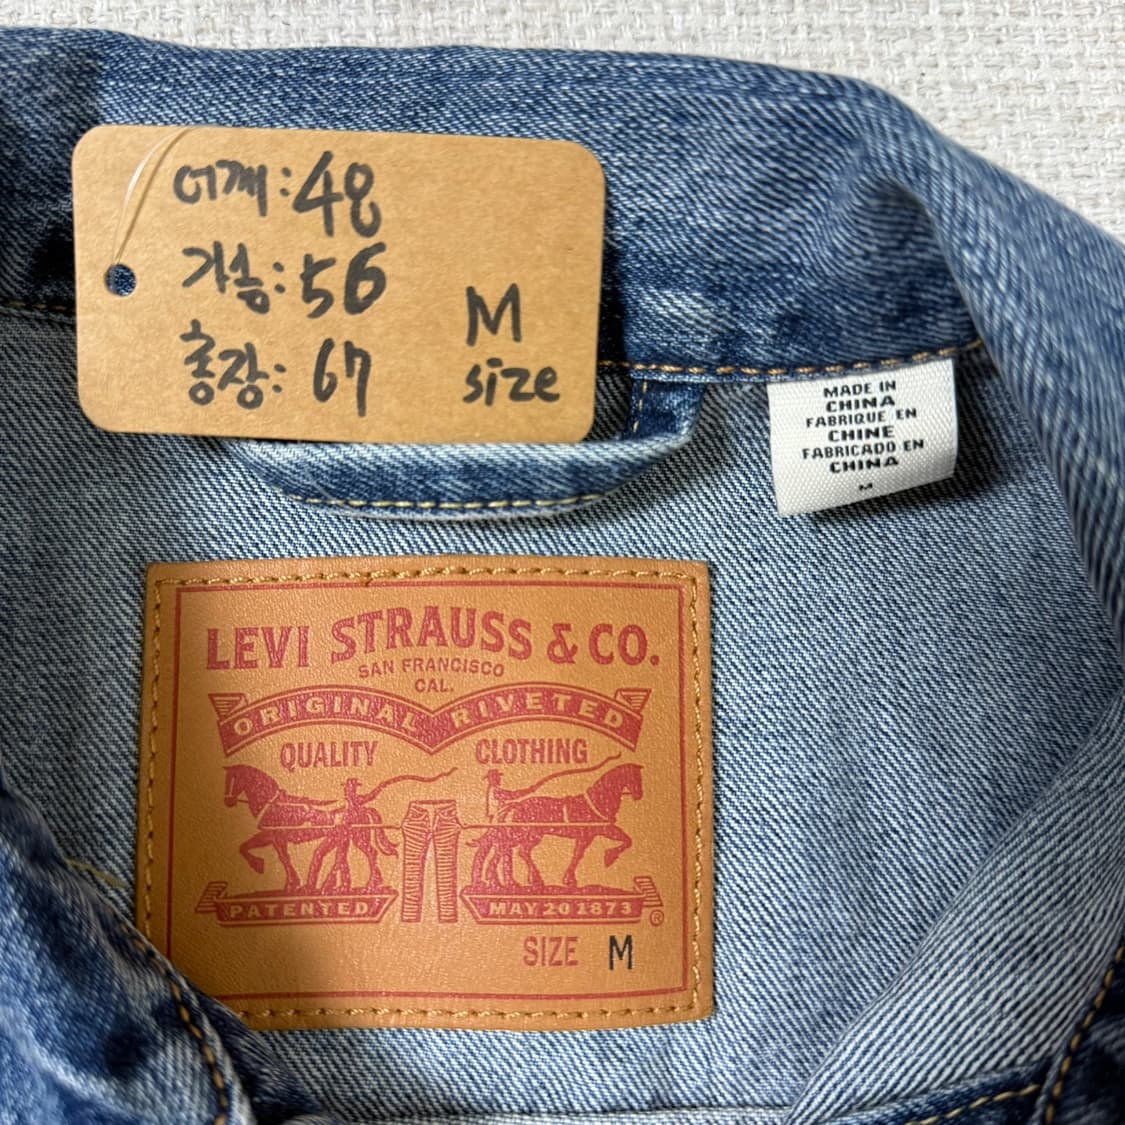 어깨: 48
가슴: 56
총장: 67
M
size
MADE IN
CHINA
FABRIQUE EN
CHINE
FABRICADO EN
CHINA
M
LEVI STRAUSS & CO.
SAN FRANCISCO
CAL.
ORIGINAL RIVETED
QUALITY CLOTHING
PATENTED MAY 20 1873 ®
SIZE M